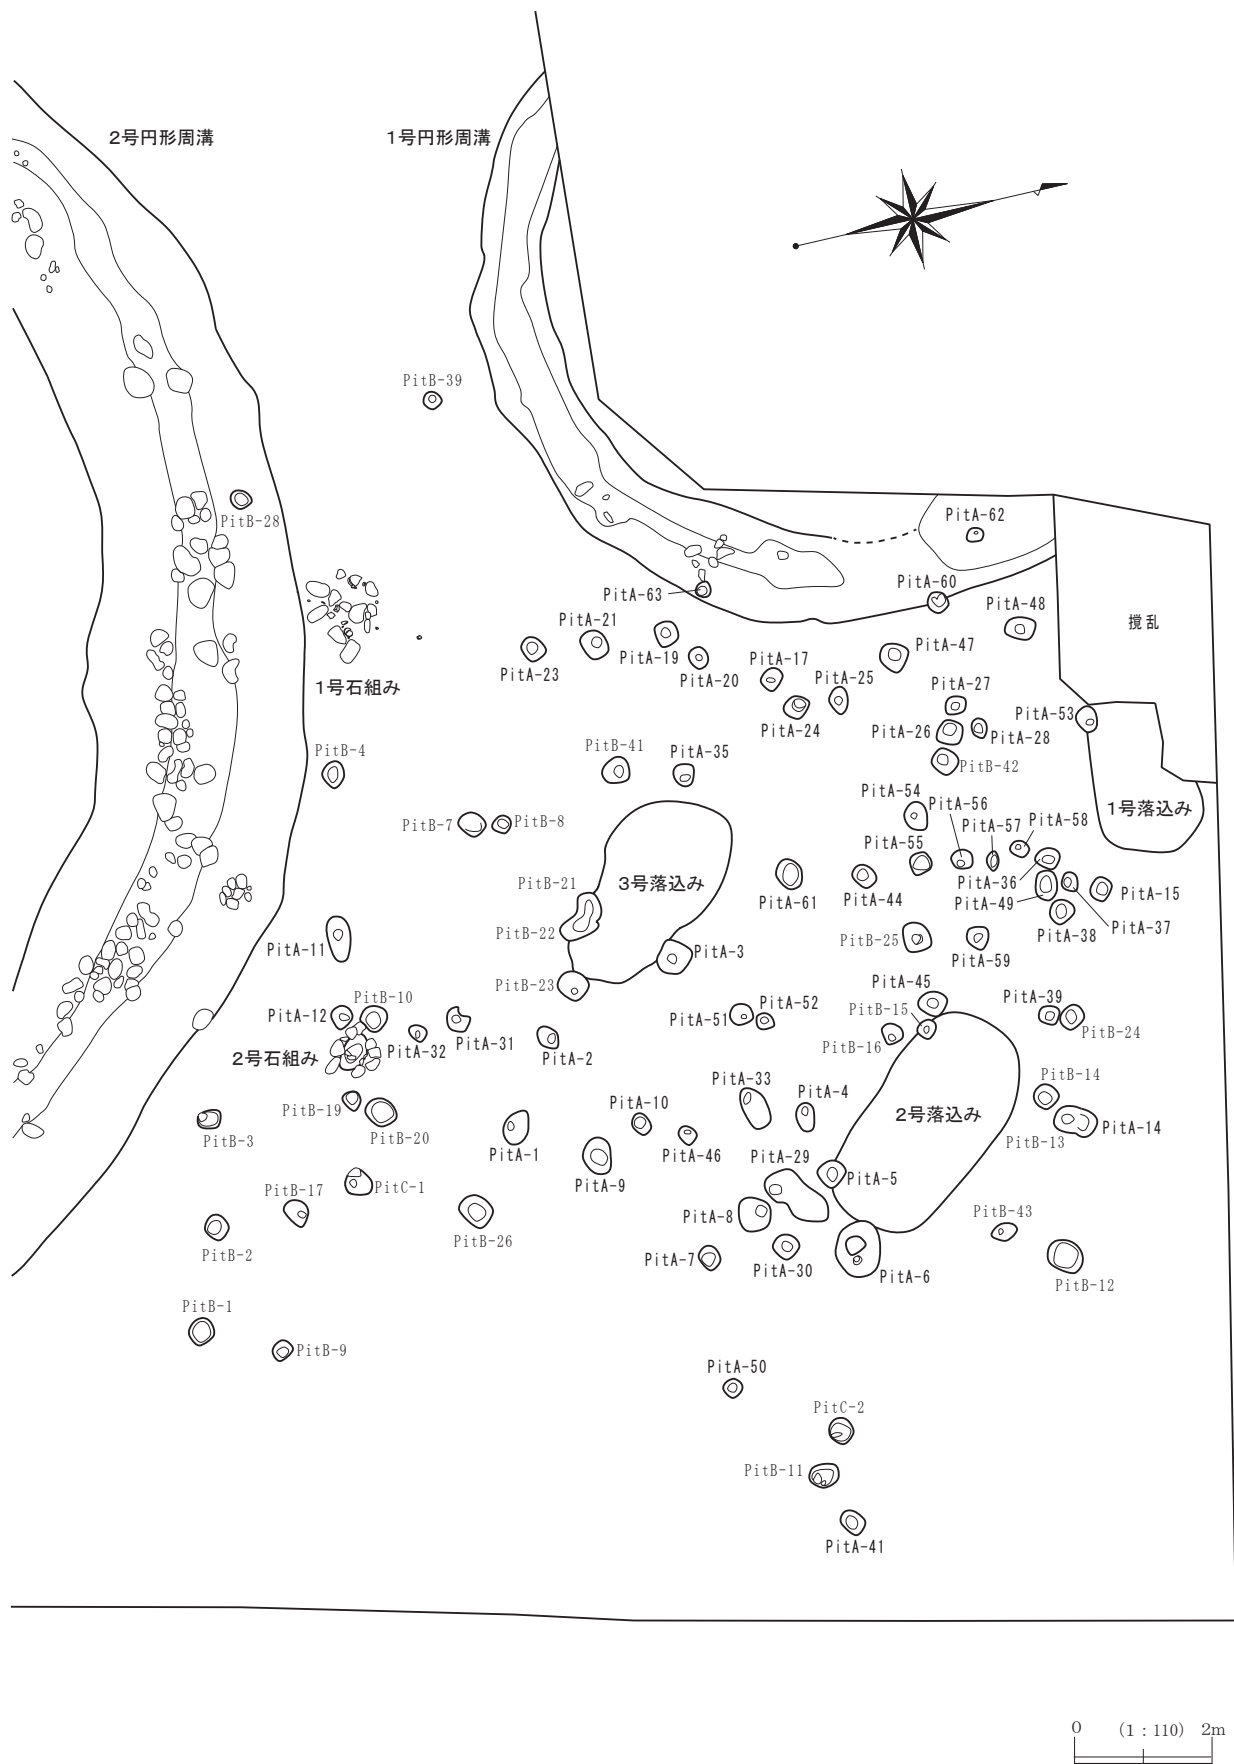 2号円形周溝
1号円形周溝
PitB-39
PitA-62
PitB-28
PitA-60
PitA-63
PitA-48
PitA-21
撹乱
PitA-47
PitA-19
PitA-17
PitA-23
PitA-20
PitA-25
1号石組み
PitA-27
PitA-53
PitA-24
PitA-26
PitA-28
PitB-41
PitB-4
PitA-35
PitB-42
PitA-54
PitA-56
1号落込み
PitA-58
PitB-7
PitB-8
PitA-57
PitA-55
PitB-21
3号落込み
PitA-36
PitA-15
PitA-61
PitA-44
PitA-49
PitB-22
PitA-37
PitA-38
PitB-25
PitA-11
PitA-3
PitA-59
PitA-45
PitB-23
PitB-10
PitA-39
PitA-12
PitA-52
PitB-15
PitA-51
PitB-24
PitA-31
PitB-16
PitA-32
2号石組み
PitA-2
PitB-14
PitA-33
PitA-4
PitA-10
PitB-19
2号落込み
PitA-14
PitB-20
PitB-3
PitB-13
PitA-1
PitA-46
PitA-29
PitA-5
PitA-9
PitC-1
PitB-17
PitB-43
PitA-8
PitB-26
PitB-2
PitA-7
PitA-30
PitA-6
PitB-12
PitB-1
PitB-9
PitA-50
PitC-2
PitB-11
PitA-41
0 (1：110) 2m